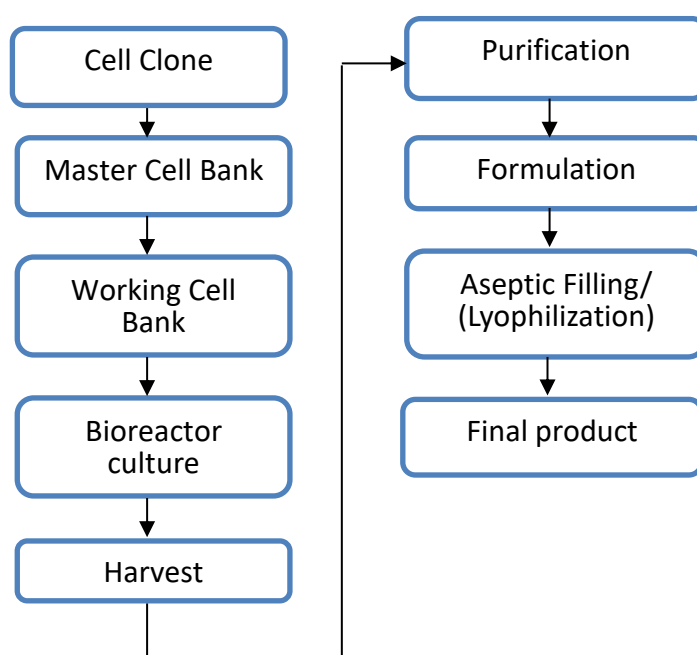 Cell Clone
Master Cell Bank
Working Cell
Bank
Bioreactor
culture
Harvest
Purification
Formulation
Aseptic Filling/
(Lyophilization)
Final product